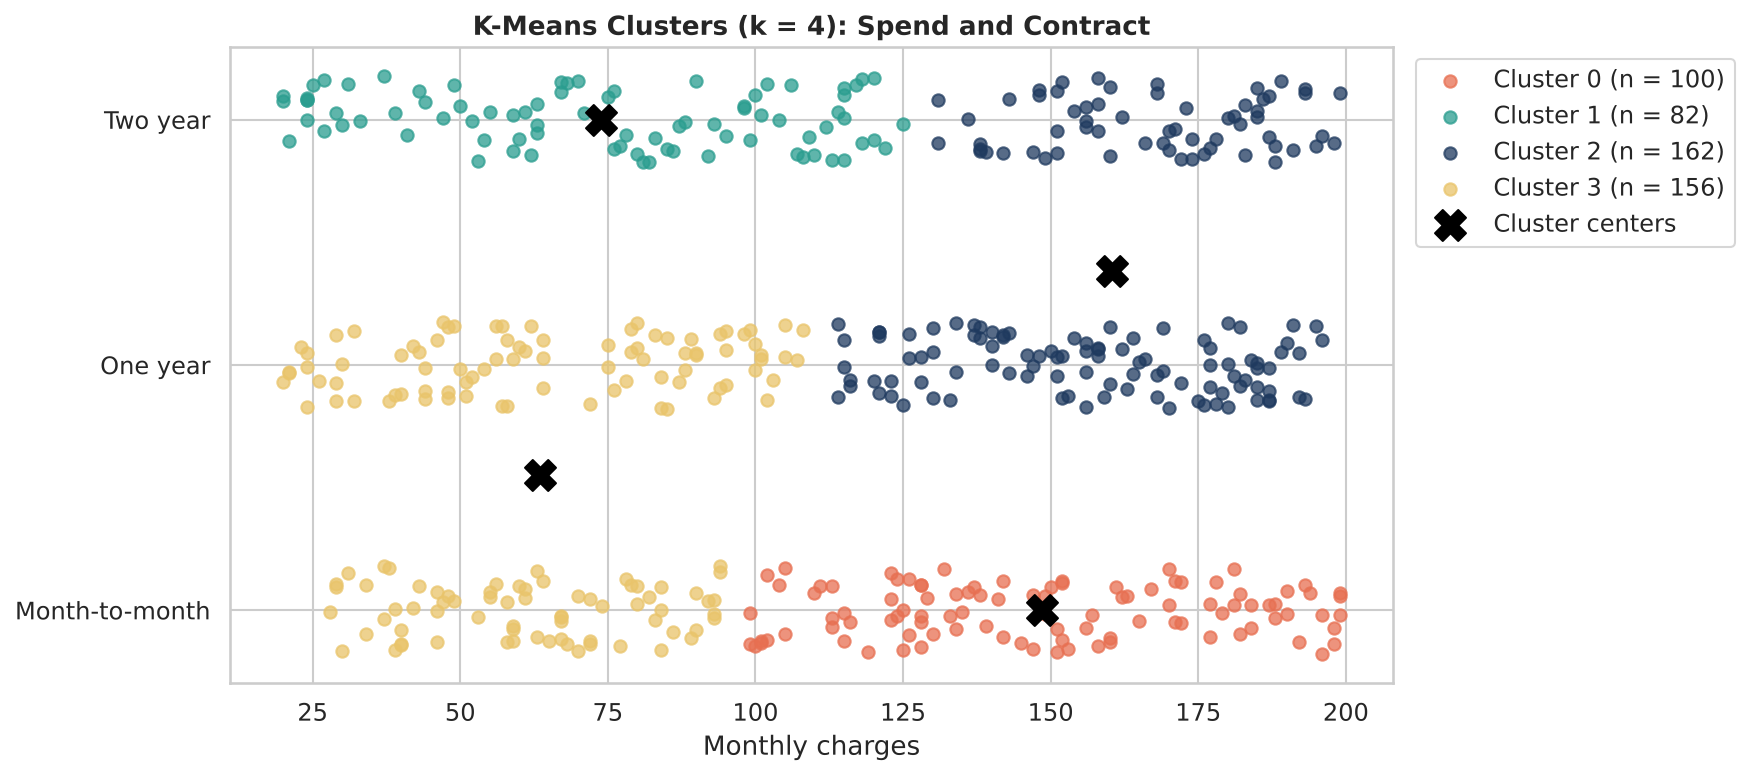 K-Means Clusters (k = 4): Spend and Contract
Cluster 0 (n = 100)
Cluster 1 (n = 82)
Cluster 2 (n = 162)
Cluster 3 (n = 156)
Cluster centers
Two year
One year
Month-to-month
25 50 75 100 125 150 175 200
Monthly charges